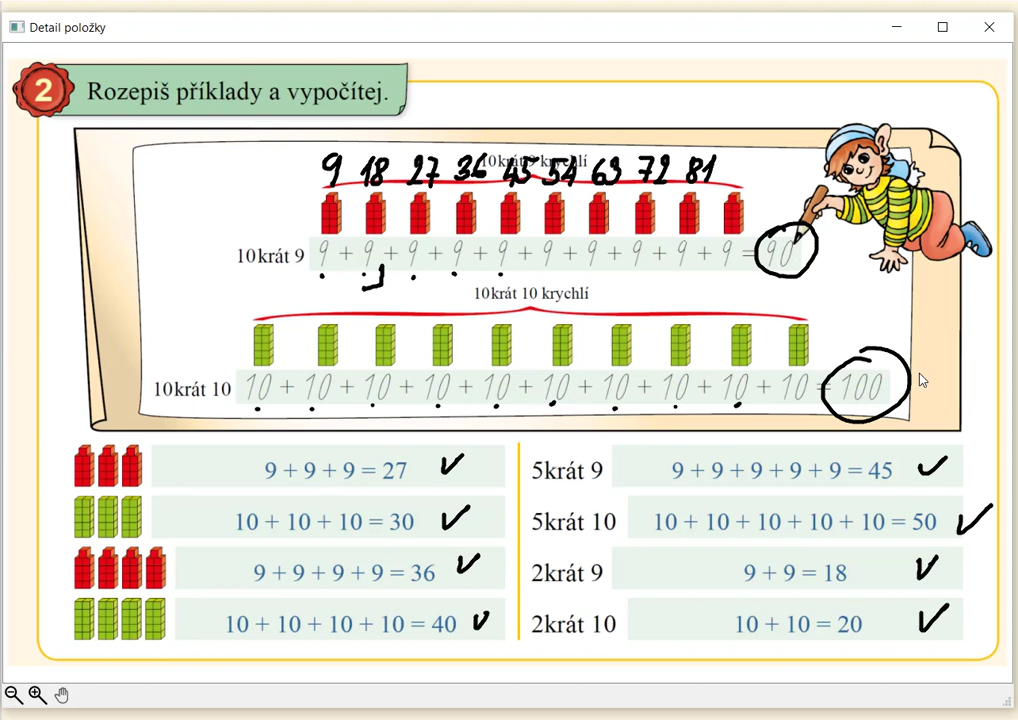 Detail položky
2 Rozepiš příklady a vypočítej.
10krát 9 krychlí
9 18 27 36 45 54 63 72 81
10krát 9 9 + 9 + 9 + 9 + 9 + 9 + 9 + 9 + 9 + 9 = 90
10krát 10 krychlí
10krát 10 10 + 10 + 10 + 10 + 10 + 10 + 10 + 10 + 10 + 10 = 100
9 + 9 + 9 = 27
10 + 10 + 10 = 30
9 + 9 + 9 + 9 = 36
10 + 10 + 10 + 10 = 40
5krát 9 9 + 9 + 9 + 9 + 9 = 45
5krát 10 10 + 10 + 10 + 10 + 10 = 50
2krát 9 9 + 9 = 18
2krát 10 10 + 10 = 20